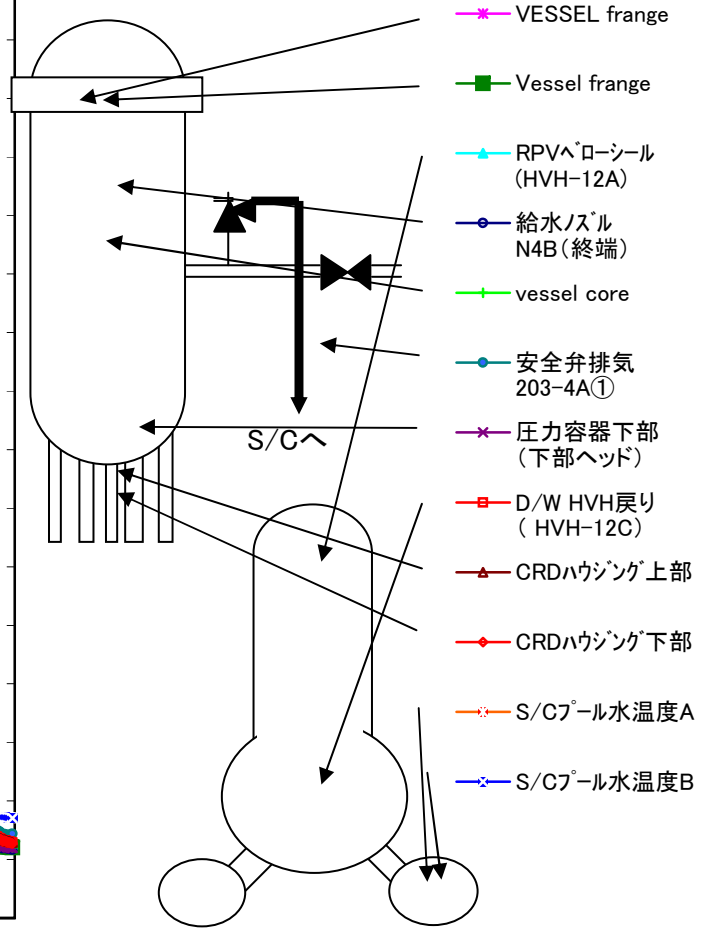 VESSEL frange
Vessel frange
RPVベローシール
(HVH-12A)
給水ノズル
N4B(終端)
vessel core
安全弁排気
203-4A①
圧力容器下部
(下部ヘッド)
D/W HVH戻り
( HVH-12C)
CRDハウジング上部
CRDハウジング下部
S/Cプール水温度A
S/Cプール水温度B
S/Cへ